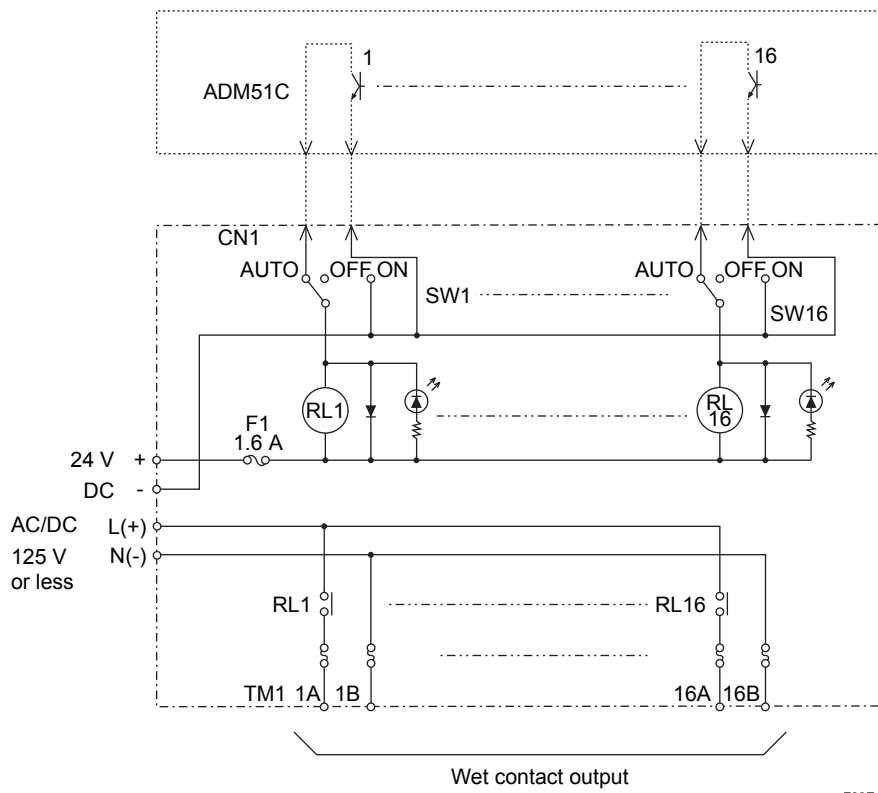 1
16
ADM51C
CN1
AUTO OFF ON
AUTO OFF ON
SW1
SW16
RL1
RL
16
F1
1.6 A
24 V +
DC -
AC/DC L(+)
125 V N(-)
or less
RL1
RL16
TM1 1A 1B
16A 16B
Wet contact output